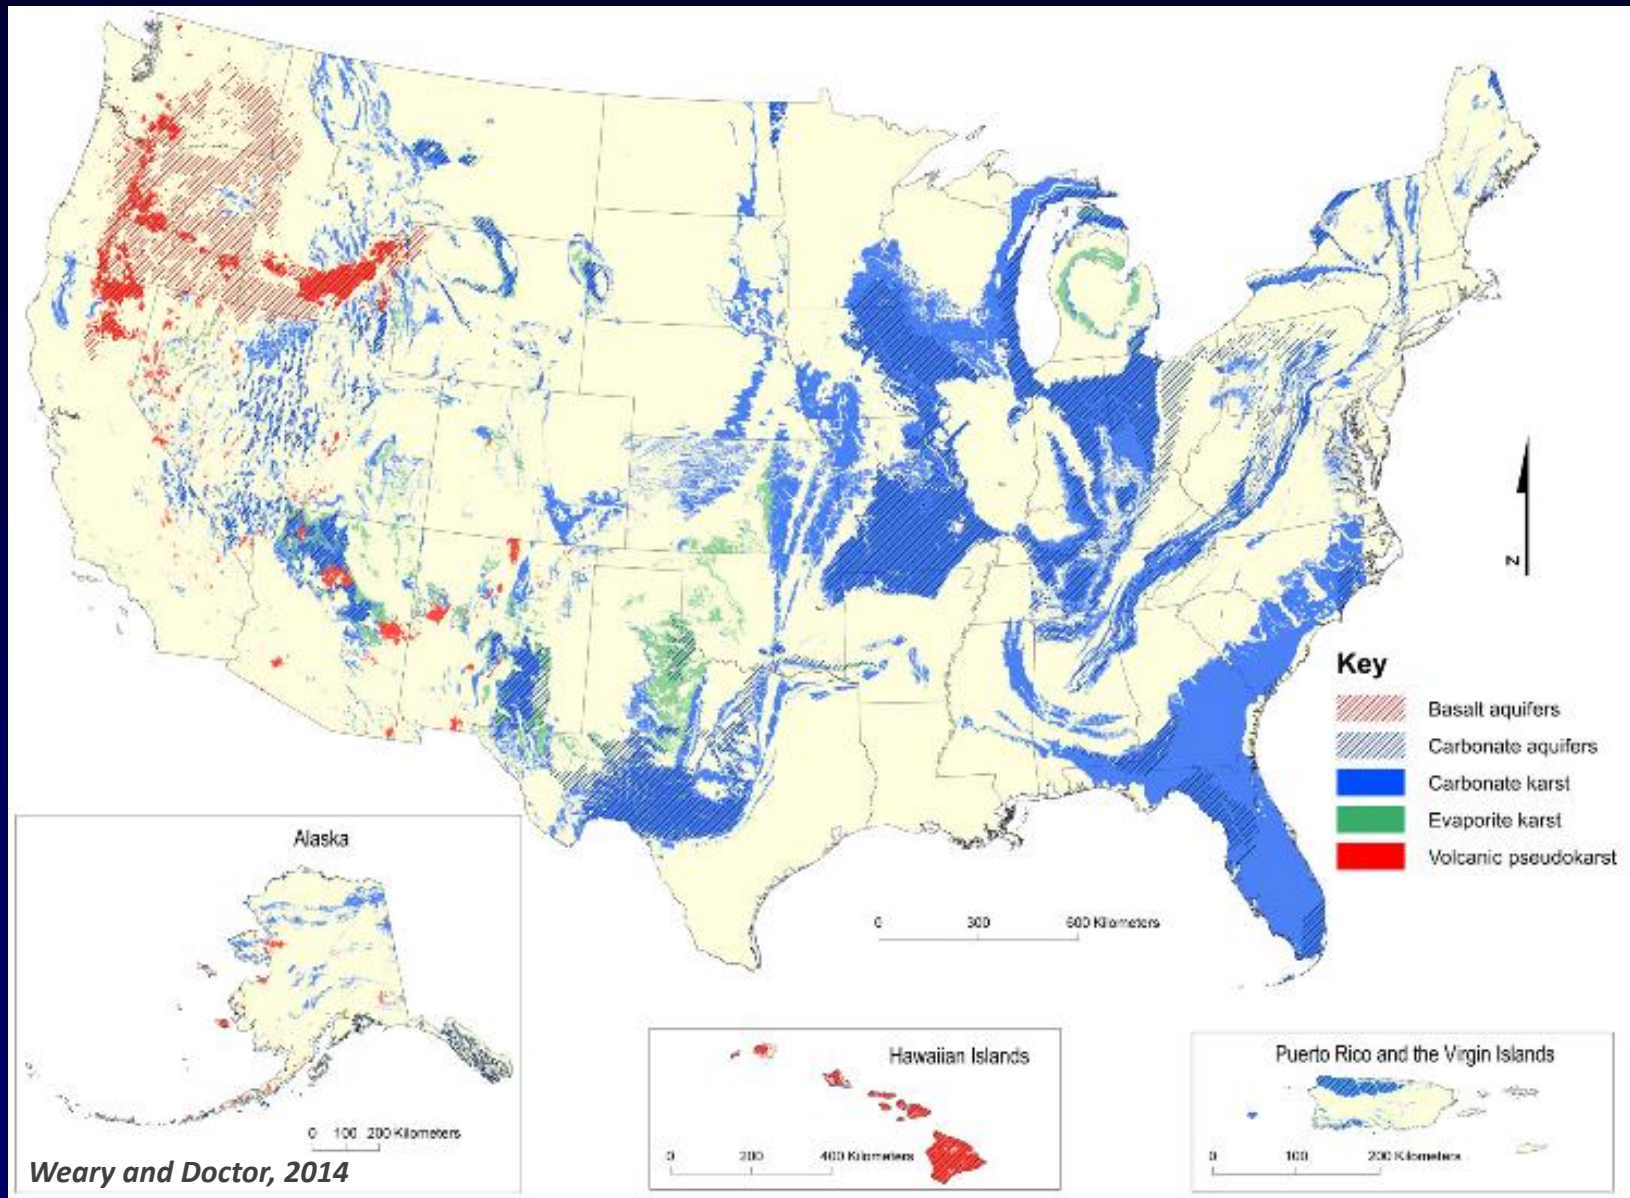 Z
Key
Basalt aquifers
Carbonate aquifers
Carbonate karst
Evaporite karst
Volcanic pseudokarst
0 300 600 Kilometers
Alaska
0 100 200 Kilometers
Weary and Doctor, 2014
Hawaiian Islands
0 200 400 Kilometers
Puerto Rico and the Virgin Islands
0 100 200 Kilometers